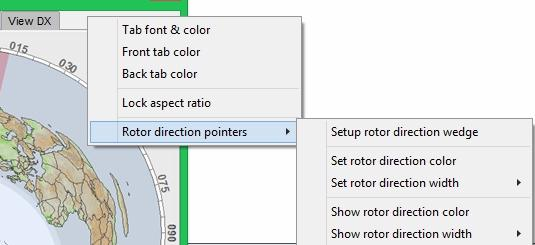 View DX
015
030
075
090
Tab font & color
Front tab color
Back tab color
Lock aspect ratio
Rotor direction pointers
Setup rotor direction wedge
Set rotor direction color
Set rotor direction width
Show rotor direction color
Show rotor direction width